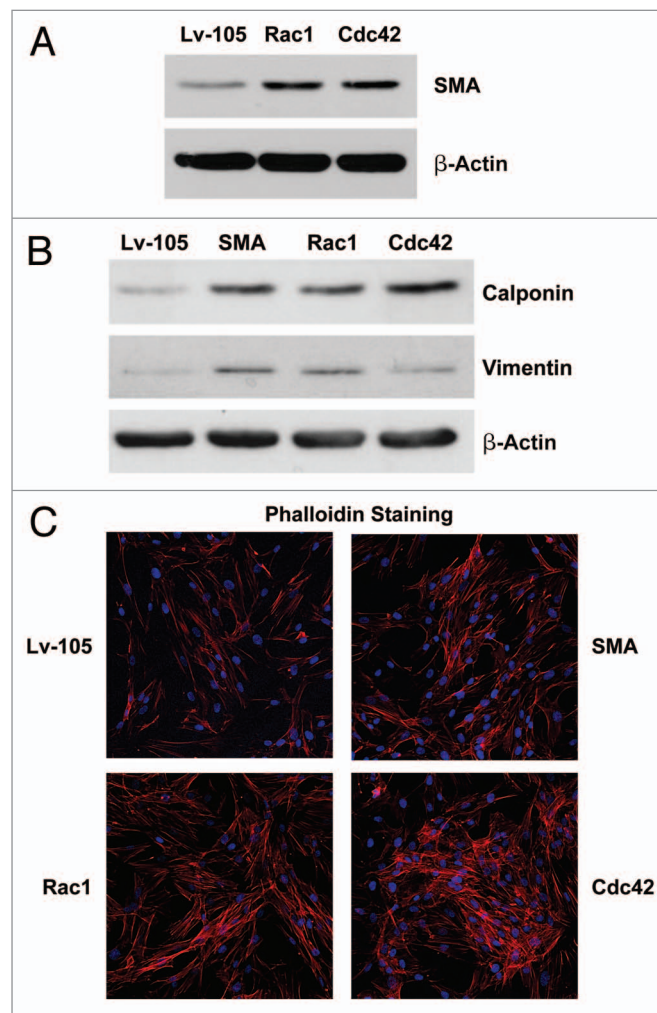 A
Lv-105 Rac1 Cdc42
SMA
β-Actin
B
Lv-105 SMA Rac1 Cdc42
Calponin
Vimentin
β-Actin
C
Phalloidin Staining
Lv-105
SMA
Rac1
Cdc42